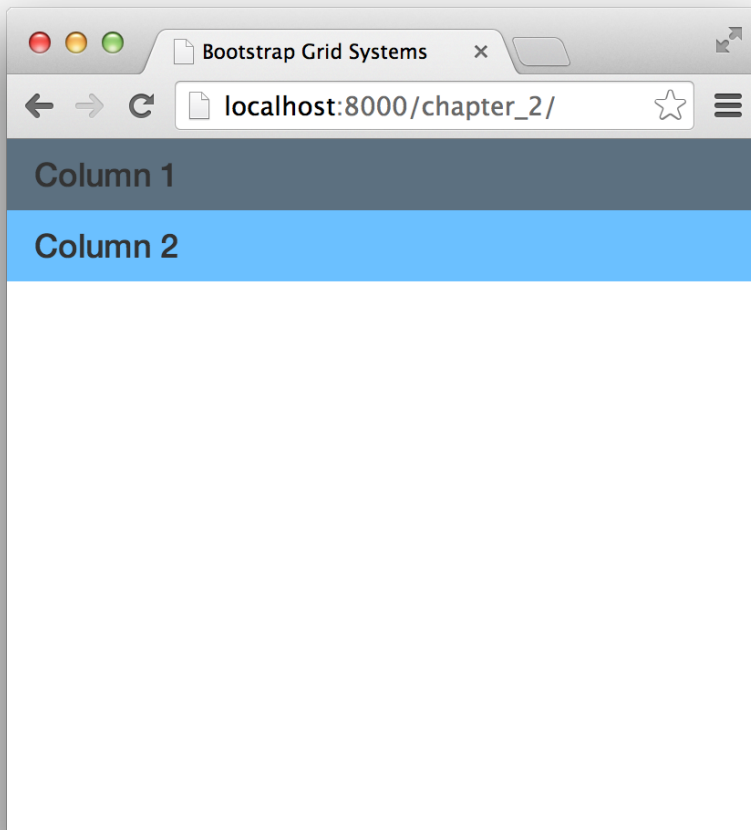 Bootstrap Grid Systems
localhost:8000/chapter_2/
Column 1
Column 2